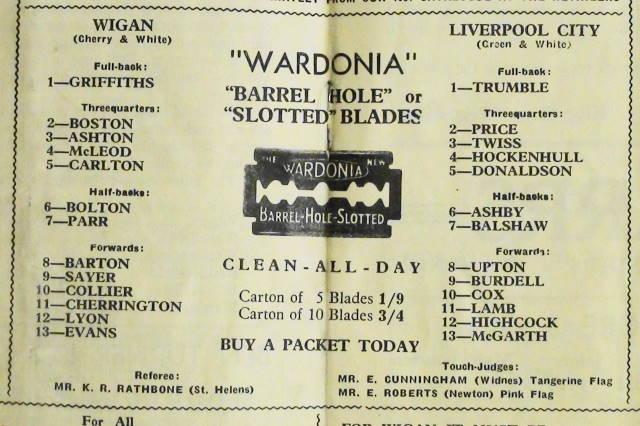 WIGAN
(Cherry & White)
Full-back:
1—GRIFFITHS
Threequarters:
2—BOSTON
3—ASHTON
4—McLEOD
5—CARLTON
Half-backs:
6—BOLTON
7—PARR
Forwards:
8—BARTON
9—SAYER
10—COLLIER
11—CHERRINGTON
12—LYON
13—EVANS
Referee:
MR. K. R. RATHBONE (St. Helens)
"WARDONIA"
"BARREL HOLE" or
"SLOTTED" BLADES
THE WARDONIA NEW
BARREL-HOLE-SLOTTED
CLEAN-ALL-DAY
Carton of 5 Blades 1/9
Carton of 10 Blades 3/4
BUY A PACKET TODAY
LIVERPOOL CITY
(Green & White)
Full-back:
1—TRUMBLE
Threequarters:
2—PRICE
3—TWISS
4—HOCKENHULL
5—DONALDSON
Half-backs:
6—ASHBY
7—BALSHAW
Forwards:
8—UPTON
9—BURDELL
10—COX
11—LAMB
12—HIGHCOCK
13—McGARTH
Touch-Judges:
MR. E. CUNNINGHAM (Widnes) Tangerine Flag
MR. E. ROBERTS (Newton) Pink Flag
For All